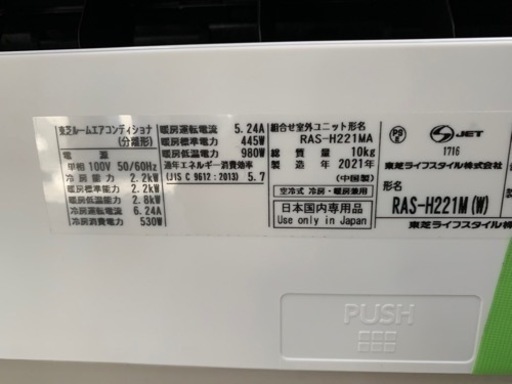 東芝ルームエアコンディショナ
(分離形)
電源
単相 100V 50/60Hz
冷房能力 2.2kW
暖房標準能力 2.2kW
暖房低温能力 2.8kW
冷房運転電流 6.24A
冷房消費電力 530W
暖房運転電流 5.24A
暖房標準電力 445W
暖房低温電力 980W
通年エネルギー消費効率
(JIS C 9612:2013) 5.7
組合せ室外ユニット形名
RAS-H221MA
総質量 10kg
製造年 2021年
(中国製)
空冷式 冷房・暖房兼用
日本国内専用品
Use only in Japan
PS
E
JET
1716
東芝ライフスタイル株式会社
形名
RAS-H221M(W)
東芝ライフスタイル株
PUSH